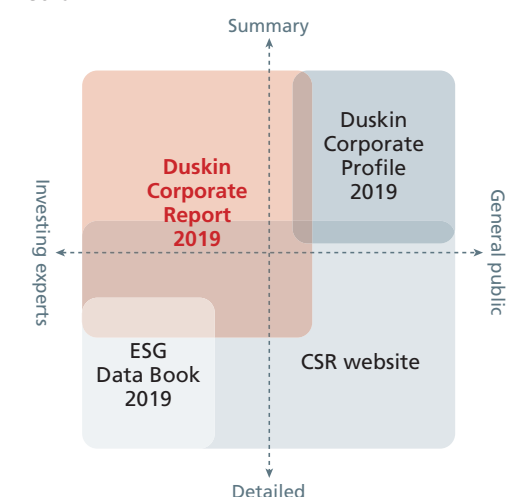 Summary
Duskin
Corporate
Profile
2019
Duskin
Corporate
Report
2019
Investing experts
General public
ESG
Data Book
2019
CSR website
Detailed